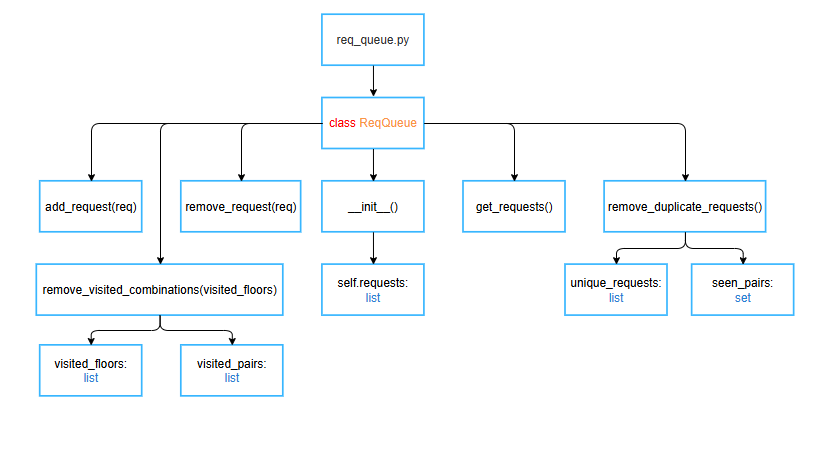 req_queue.py
class ReqQueue
add_request(req)
remove_request(req)
__init__()
get_requests()
remove_duplicate_requests()
remove_visited_combinations(visited_floors)
self.requests:
list
unique_requests:
list
seen_pairs:
set
visited_floors:
list
visited_pairs:
list